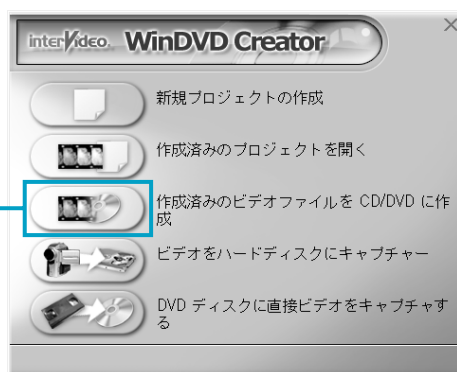 InterVideo. WinDVD Creator
新規プロジェクトの作成
作成済みのプロジェクトを開く
作成済みのビデオファイルを CD/DVD に作
成
ビデオをハードディスクにキャプチャー
DVD ディスクに直接ビデオをキャプチャす
る